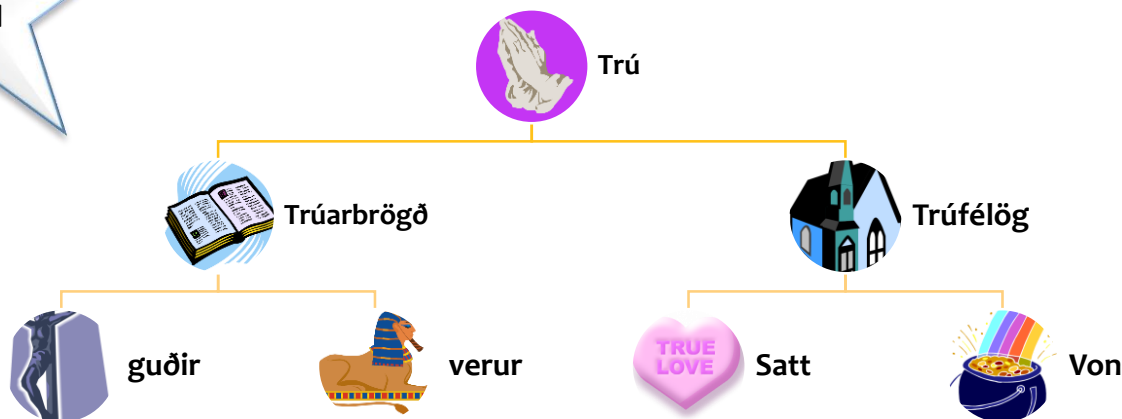 Trú
Trúarbrögð
Trúfélög
guðir
verur
TRUE
LOVE
Satt
Von